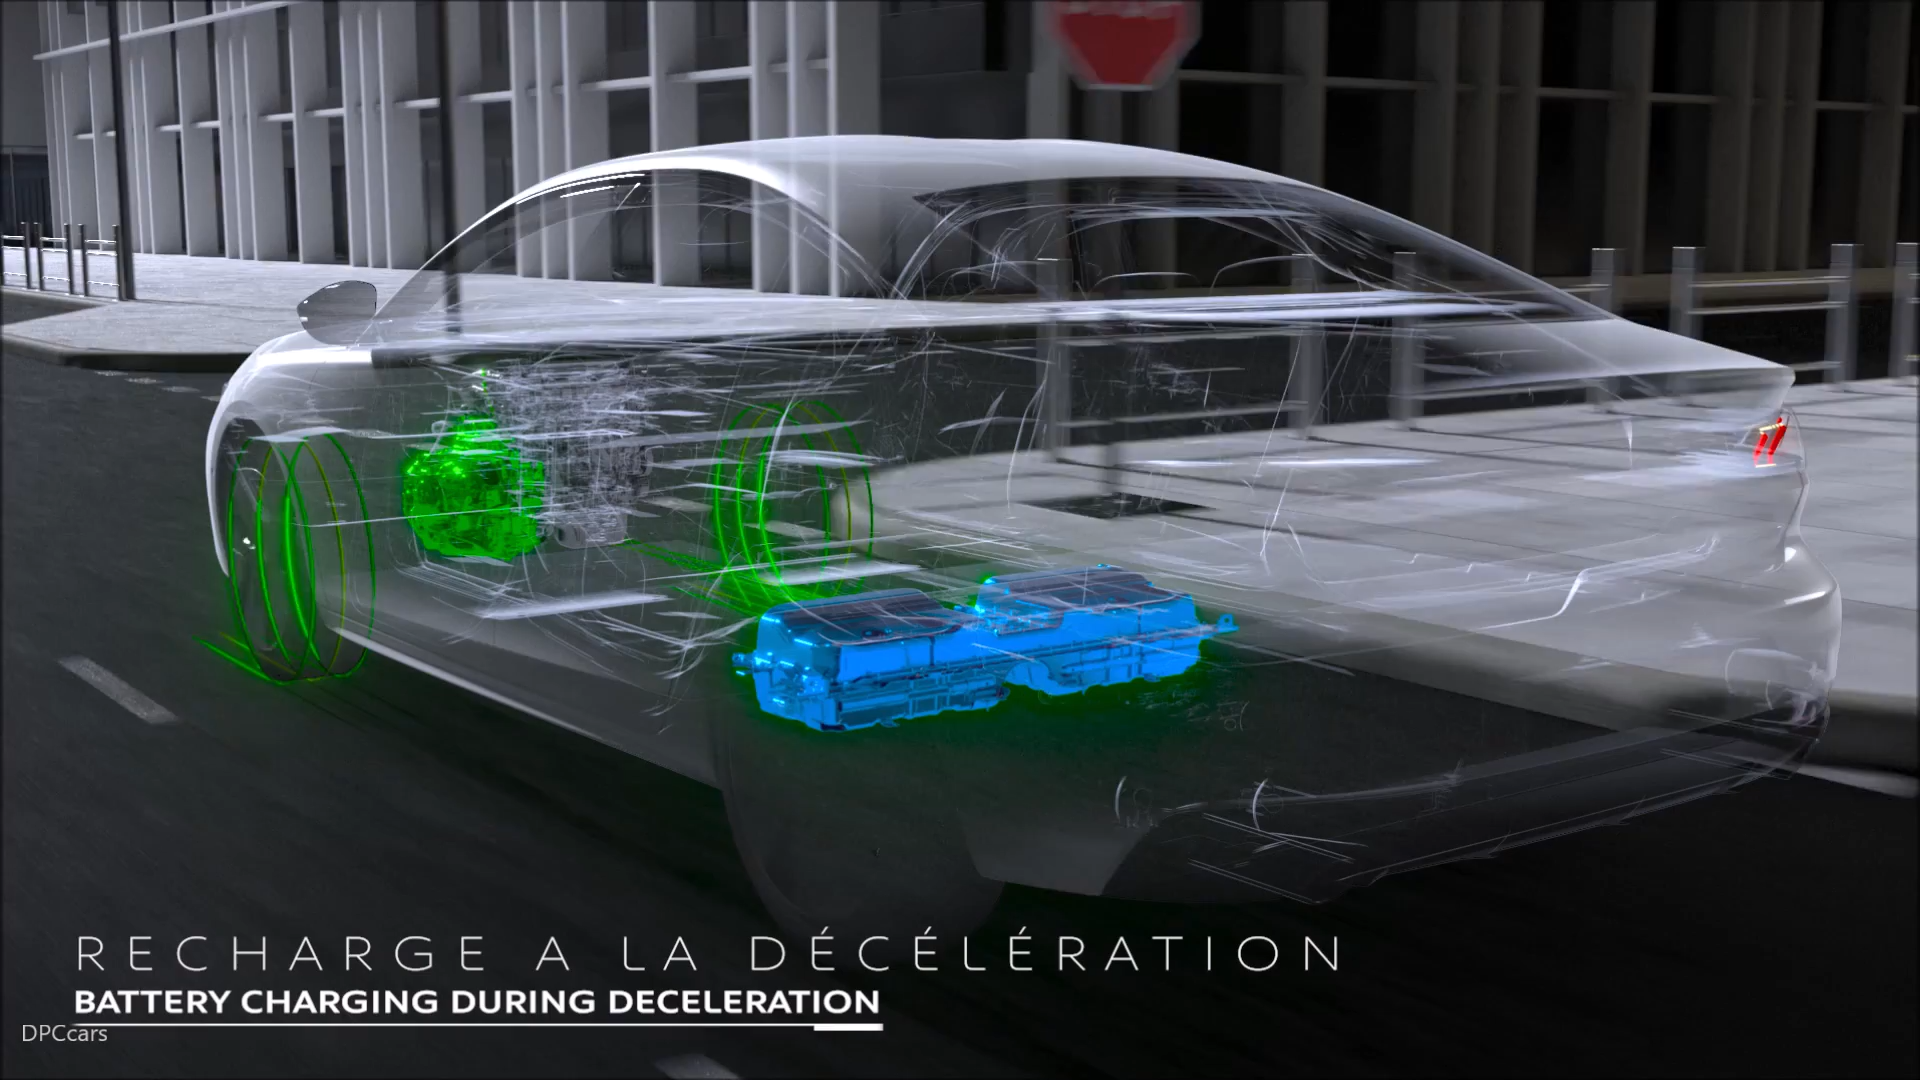 RECHARGE A LA DÉCÉLÉRATION
BATTERY CHARGING DURING DECELERATION
DPCcars